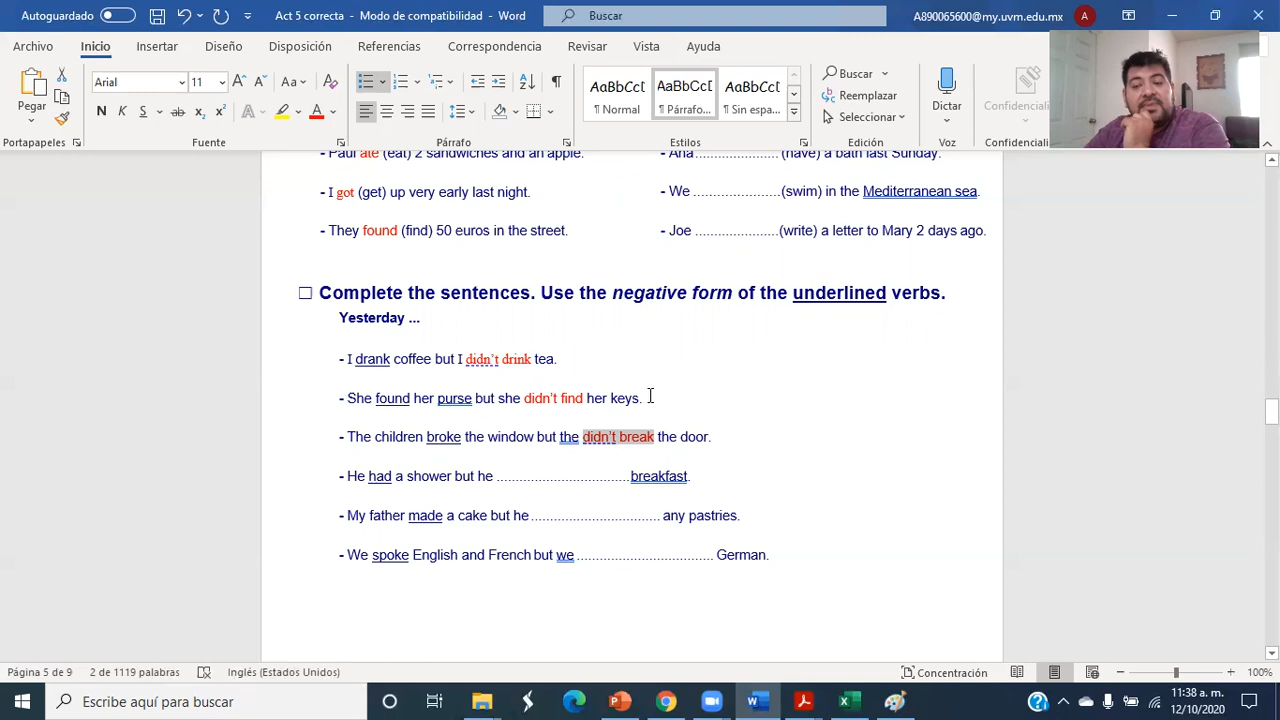 Autoguardado
Act 5 correcta - Modo de compatibilidad - Word
Buscar
A890065600@my.uvm.edu.mx
A
Archivo Inicio Insertar Diseño Disposición Referencias Correspondencia Revisar Vista Ayuda
Pegar
Portapapeles
Arial 11
Aa
N K S ab x₂ x²
Fuente
Párrafo
AaBbCc AaBbCc AaBbCc
¶ Normal ¶ Párrafo... ¶ Sin espa...
Estilos
Buscar
Reemplazar
Seleccionar
Edición
Dictar
Voz
Confidencialidad
- Paul ate (eat) 2 sandwiches and an apple.
- Ana..................... (have) a bath last Sunday.
- I got (get) up very early last night.
- We ......................(swim) in the Mediterranean sea.
- They found (find) 50 euros in the street.
- Joe .....................(write) a letter to Mary 2 days ago.
□ Complete the sentences. Use the negative form of the underlined verbs.
Yesterday ...
- I drank coffee but I didn't drink tea.
- She found her purse but she didn't find her keys.
- The children broke the window but the didn't break the door.
- He had a shower but he ..................................breakfast.
- My father made a cake but he ................................. any pastries.
- We spoke English and French but we ................................... German.
Página 5 de 9 2 de 1119 palabras Inglés (Estados Unidos) Concentración 100%
Escribe aquí para buscar
11:38 a. m.
12/10/2020